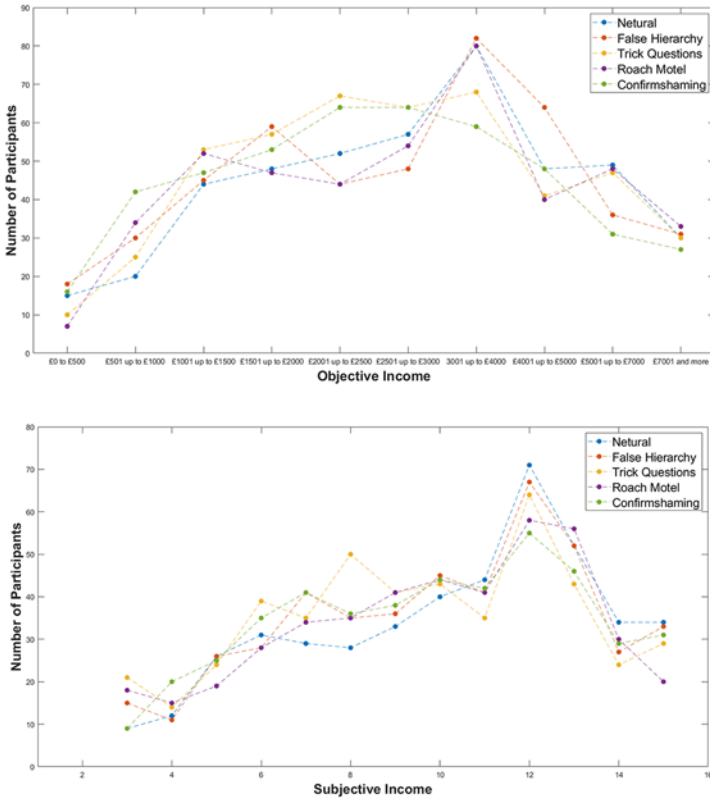 90
80
70
60
50
40
30
20
10
0
Number of Participants
Netural
False Hierarchy
Trick Questions
Roach Motel
Confirmshaming
£0 to £500 £501 up to £1000 £1001 up to £1500 £1501 up to £2000 £2001 up to £2500 £2501 up to £3000 3001 up to £4000 £4001 up to £5000 £5001 up to £7000 £7001 and more
Objective Income
80
70
60
50
40
30
20
10
0
Number of Participants
Netural
False Hierarchy
Trick Questions
Roach Motel
Confirmshaming
2 4 6 8 10 12 14 16
Subjective Income